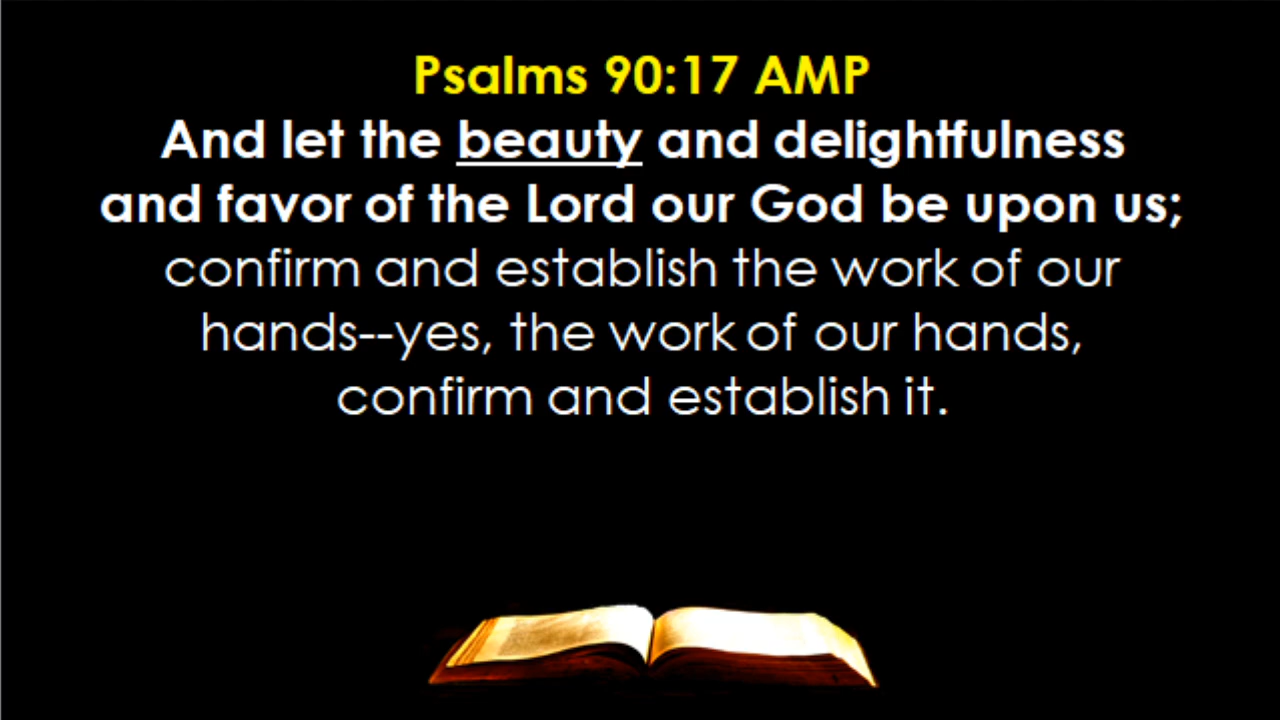 Psalms 90:17 AMP
And let the beauty and delightfulness
and favor of the Lord our God be upon us;
confirm and establish the work of our
hands--yes, the work of our hands,
confirm and establish it.